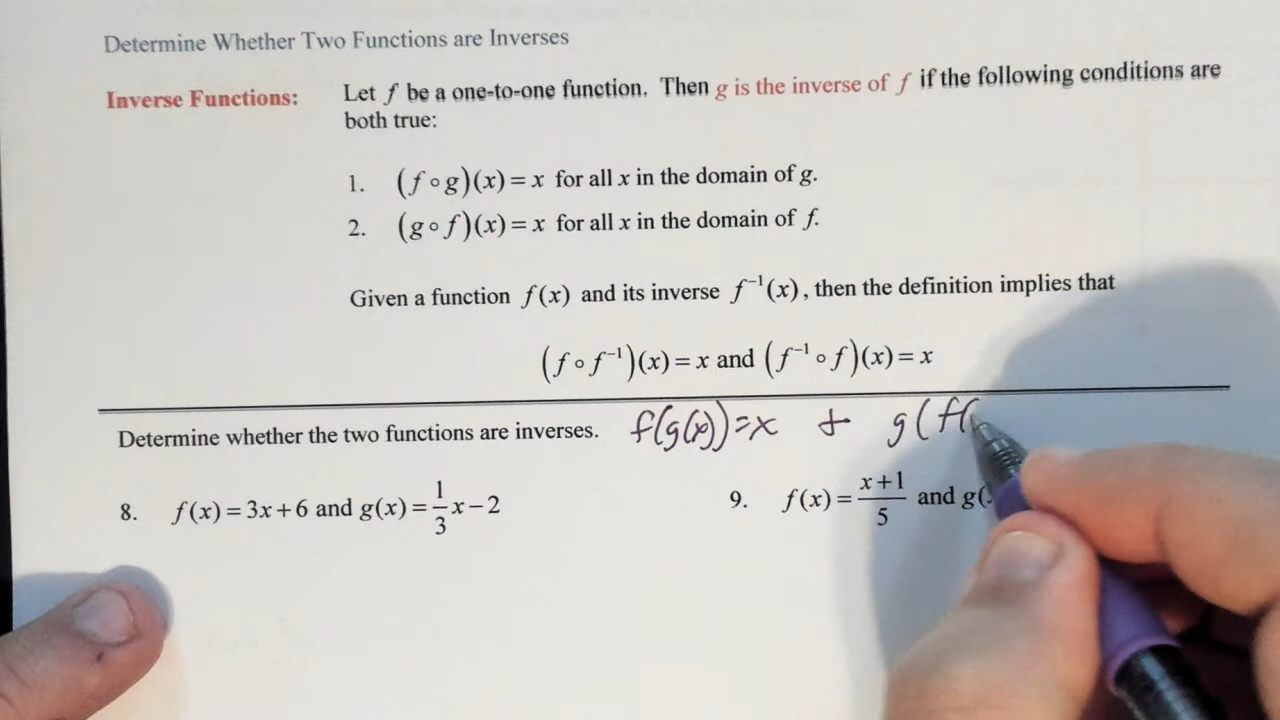 Determine Whether Two Functions are Inverses
Inverse Functions: Let f be a one-to-one function. Then g is the inverse of f if the following conditions are
both true:
1. (f∘g)(x)=x for all x in the domain of g.
2. (g∘f)(x)=x for all x in the domain of f.
Given a function f(x) and its inverse f⁻¹(x), then the definition implies that
(f∘f⁻¹)(x)=x and (f⁻¹∘f)(x)=x
Determine whether the two functions are inverses. f(g(x))=x + g(f(
8. f(x)=3x+6 and g(x)=1/3x-2 9. f(x)=x+1/5 and g(